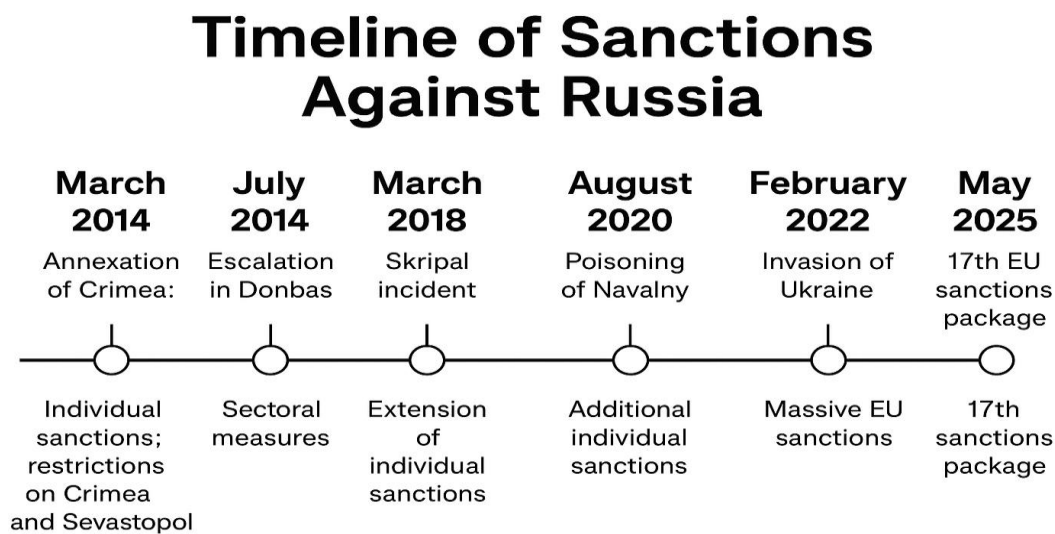 Timeline of Sanctions
Against Russia
March
2014
Annexation
of Crimea:
Individual
sanctions;
restrictions
on Crimea
and Sevastopol
July
2014
Escalation
in Donbas
Sectoral
measures
March
2018
Skripal
incident
Extension
of
individual
sanctions
August
2020
Poisoning
of Navalny
Additional
individual
sanctions
February
2022
Invasion of
Ukraine
Massive EU
sanctions
May
2025
17th EU
sanctions
package
17th
sanctions
package